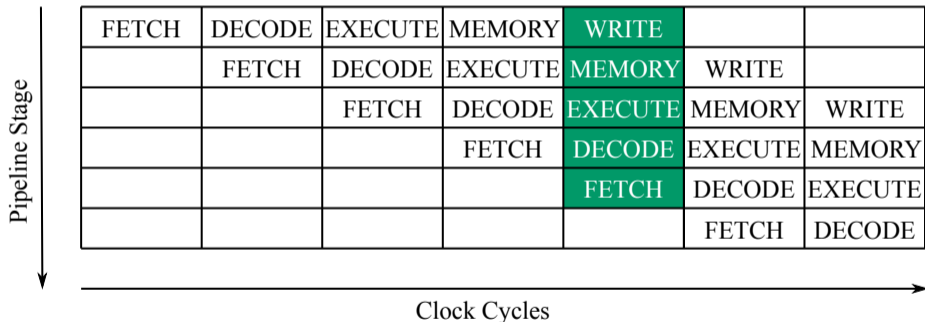 FETCH DECODE EXECUTE MEMORY WRITE
FETCH DECODE EXECUTE MEMORY WRITE
FETCH DECODE EXECUTE MEMORY WRITE
FETCH DECODE EXECUTE MEMORY
FETCH DECODE EXECUTE
FETCH DECODE
Pipeline Stage
Clock Cycles